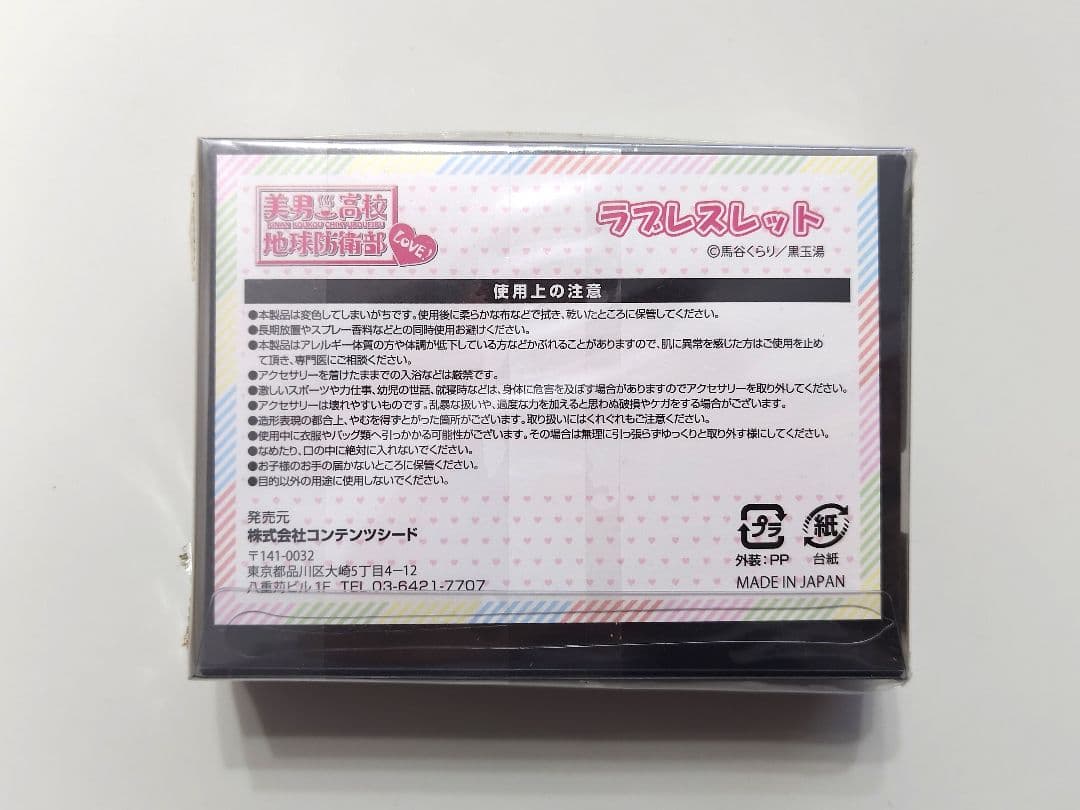 美男高校
BINAN KOUKOU CHIKYUBOUEIBU
地球防衛部
LOVE!
ラブレスレット
©馬谷くらり／黒玉湯
使用上の注意
●本製品は変色してしまいがちです。使用後に柔らかな布などで拭き、乾いたところに保管してください。
●長期放置やスプレー香料などとの同時使用お避けください。
●本製品はアレルギー体質の方や体調が低下している方などかぶれることがありますので、肌に異常を感じた方はご使用を止め
て頂き、専門医にご相談ください。
●アクセサリーを着けたままでの入浴などは厳禁です。
●激しいスポーツや力仕事、幼児の世話、就寝時などは、身体に危害を及ぼす場合がありますのでアクセサリーを取り外してください。
●アクセサリーは壊れやすいものです。乱暴な扱いや、過度な力を加えると思わぬ破損やケガをする場合がございます。
●造形表現の都合上、やむを得ずとがった箇所がございます。取り扱いにはくれぐれもご注意ください。
●使用中に衣服やバッグ類へ引っかかる可能性がございます。その場合は無理に引っ張らずゆっくりと取り外す様にしてください。
●なめたり、口の中に絶対に入れないでください。
●お子様のお手の届かないところに保管ください。
●目的以外の用途に使用しないでください。
発売元
株式会社コンテンツシード
〒141-0032
東京都品川区大崎5丁目4−12
八重苅ビル1F TEL 03-6421-7707
プラ
外装：PP
紙
台紙
MADE IN JAPAN